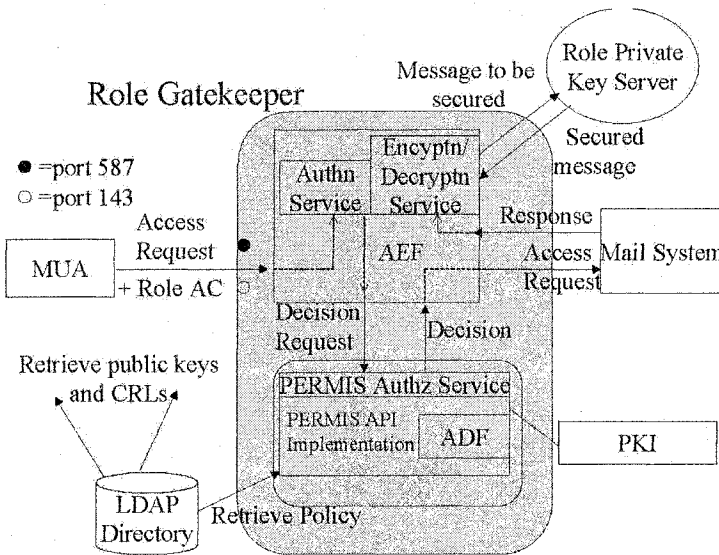 Role Private
Key Server
Message to be
secured
Role Gatekeeper
Secured
message
Encyptn/
Decryptn
Service
Authn
Service
=port 587
=port 143
Access
Request
+ Role AC
MUA
AEF
Response
Access
Request
Mail System
Decision
Request
Decision
Retrieve public keys
and CRLs
PERMIS Authz Service
PERMIS API
Implementation
ADF
PKI
LDAP
Directory
Retrieve Policy